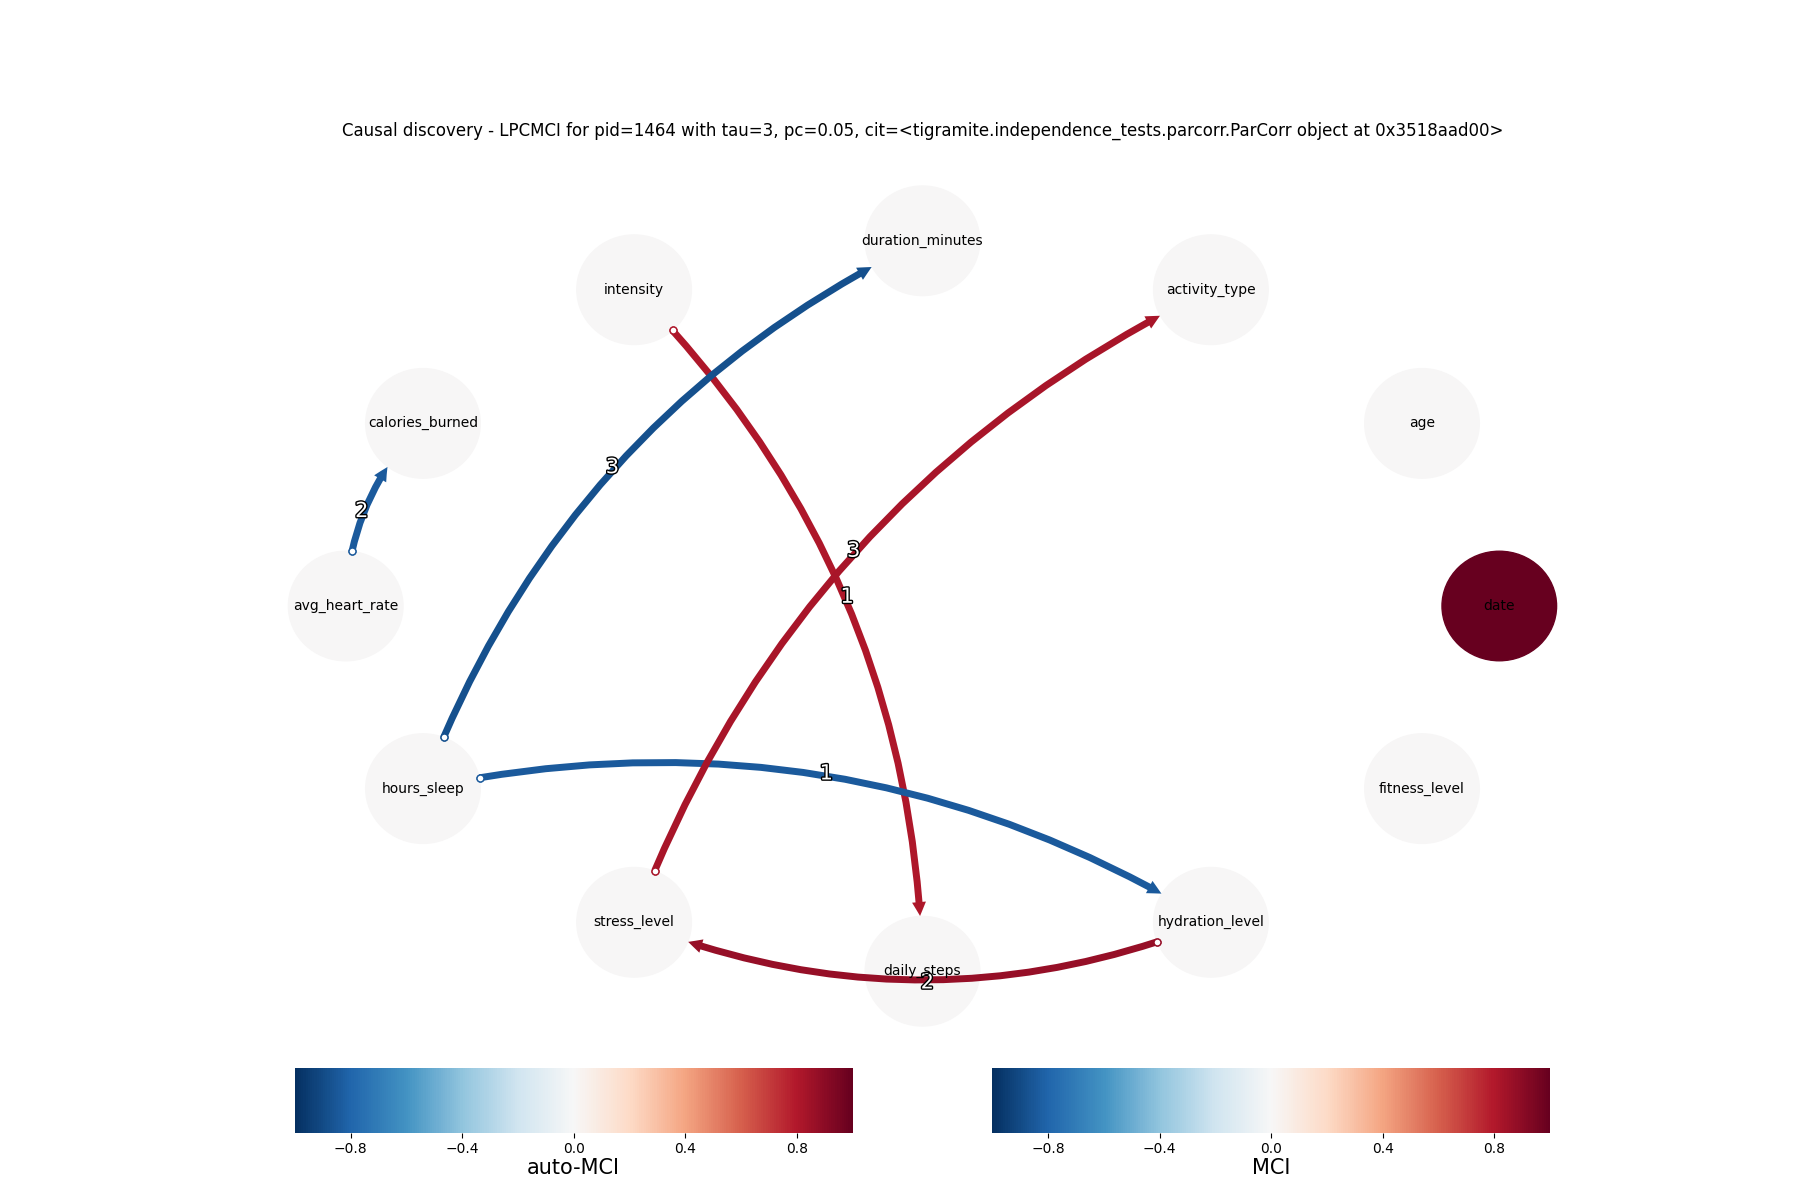 Causal discovery - LPCMCI for pid=1464 with tau=3, pc=0.05, cit=<tigramite.independence_tests.parcorr.ParCorr object at 0x3518aad00>
duration_minutes
intensity
activity_type
calories_burned
age
3
2
3
1
avg_heart_rate
date
1
hours_sleep
fitness_level
stress_level
hydration_level
daily_steps
2
−0.8 −0.4 0.0 0.4 0.8
auto-MCI
−0.8 −0.4 0.0 0.4 0.8
MCI